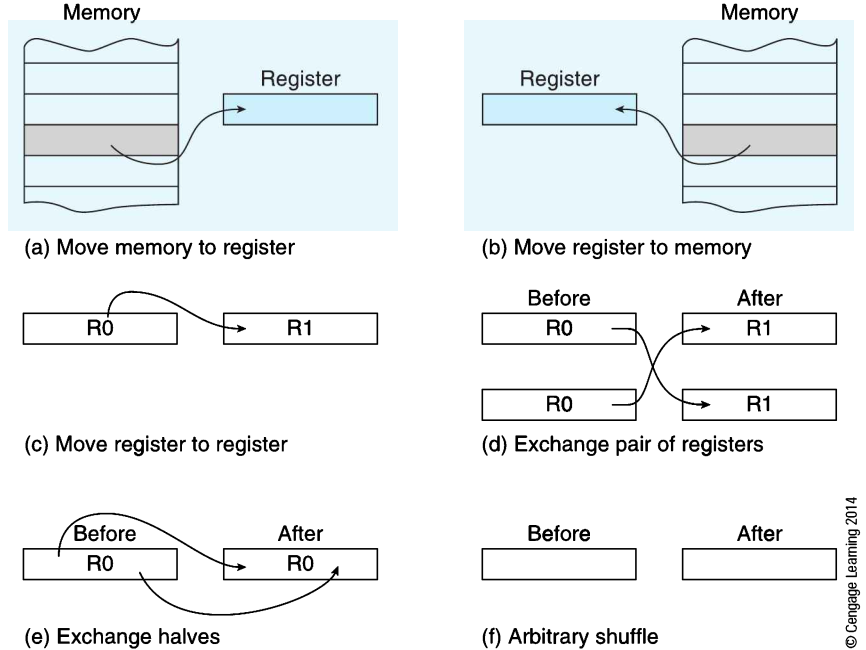 Memory
Memory
Register
Register
(a) Move memory to register
(b) Move register to memory
R0
R1
(c) Move register to register
Before
After
R0
R1
R0
R1
(d) Exchange pair of registers
Before
After
R0
R0
(e) Exchange halves
Before
After
(f) Arbitrary shuffle
© Cengage Learning 2014